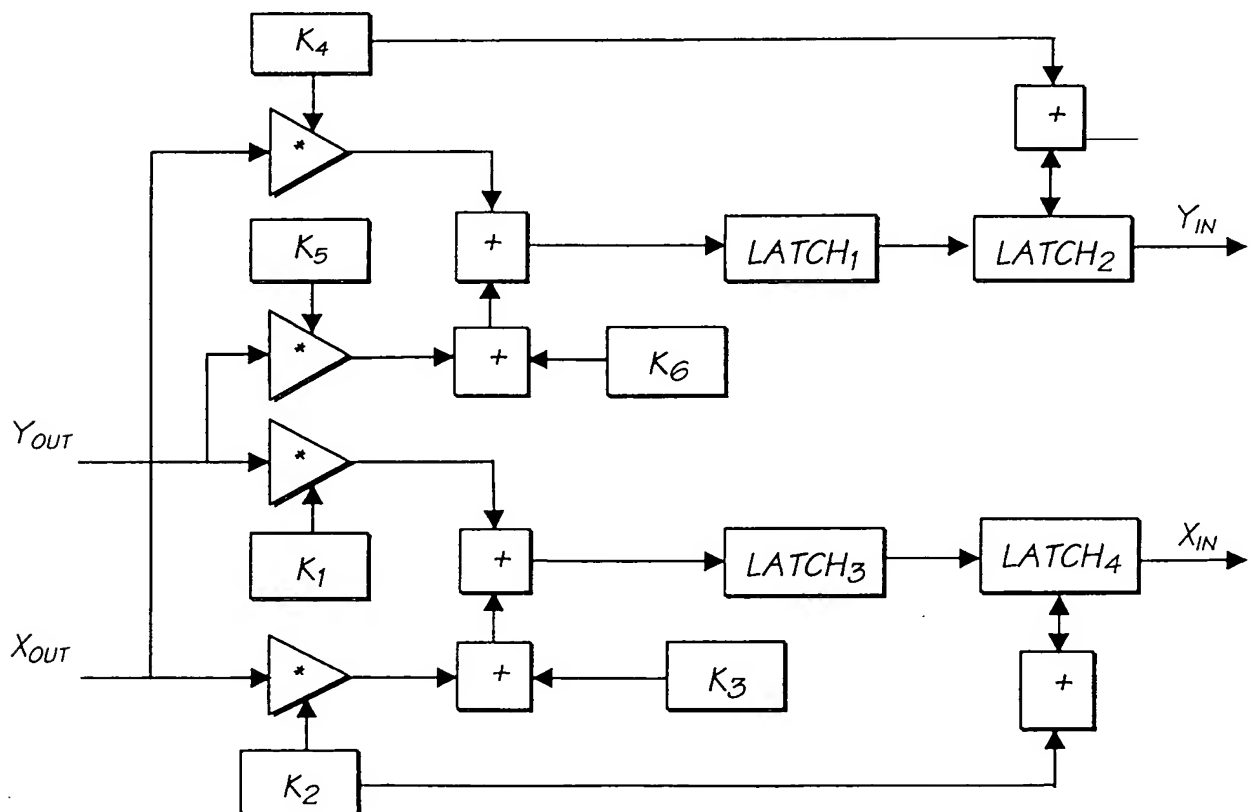 K4
*
+
K5
+
LATCH1
LATCH2
YIN
*
+
K6
YOUT
*
K1
+
LATCH3
LATCH4
XIN
XOUT
*
+
K3
+
K2